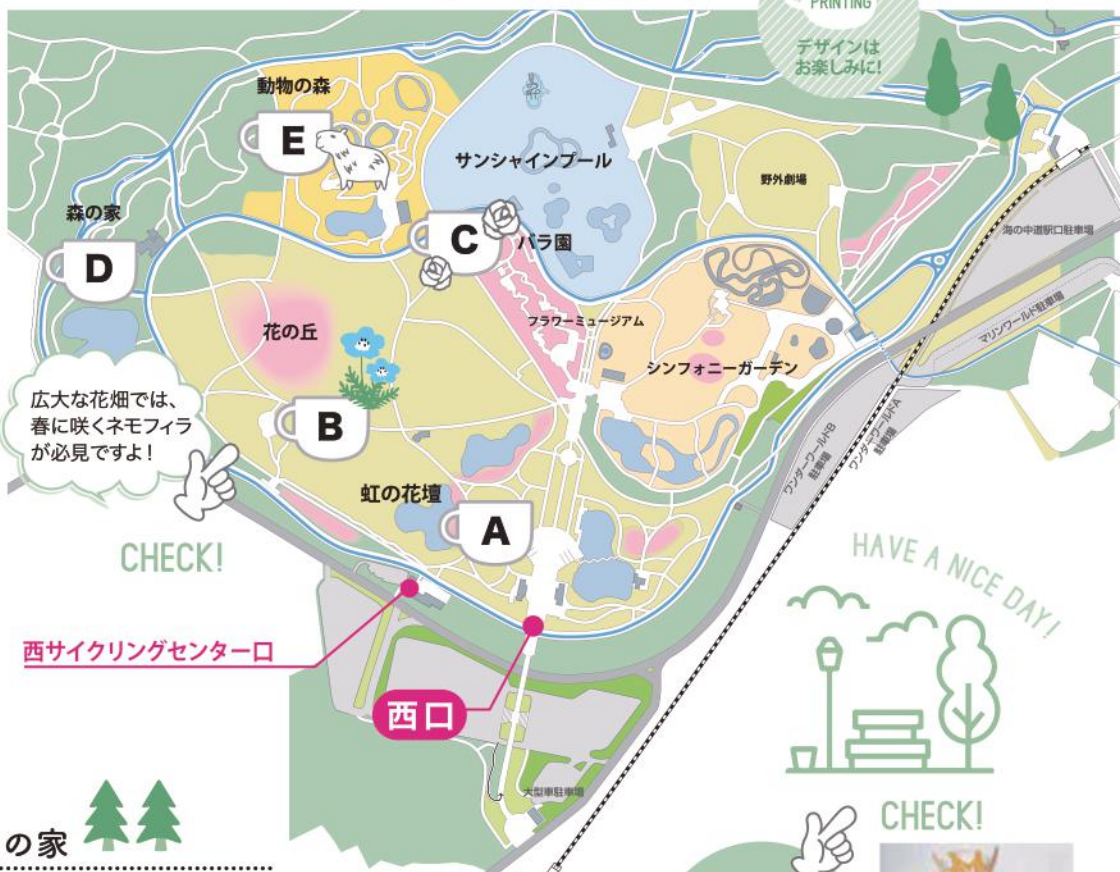 PRINTING
デザインは
お楽しみに!
動物の森
E
サンシャインプール
野外劇場
森の家
D
C
バラ園
海の中道駅口駐車場
マリンワールド駐車場
フラワーミュージアム
花の丘
シンフォニーガーデン
広大な花畑では、
春に咲くネモフィラ
が必見ですよ!
B
ワンダーワールドB
駐車場
ワンダーワールドA
駐車場
虹の花壇
A
CHECK!
HAVE A NICE DAY!
西サイクリングセンター口
西口
大型車駐車場
の家
CHECK!